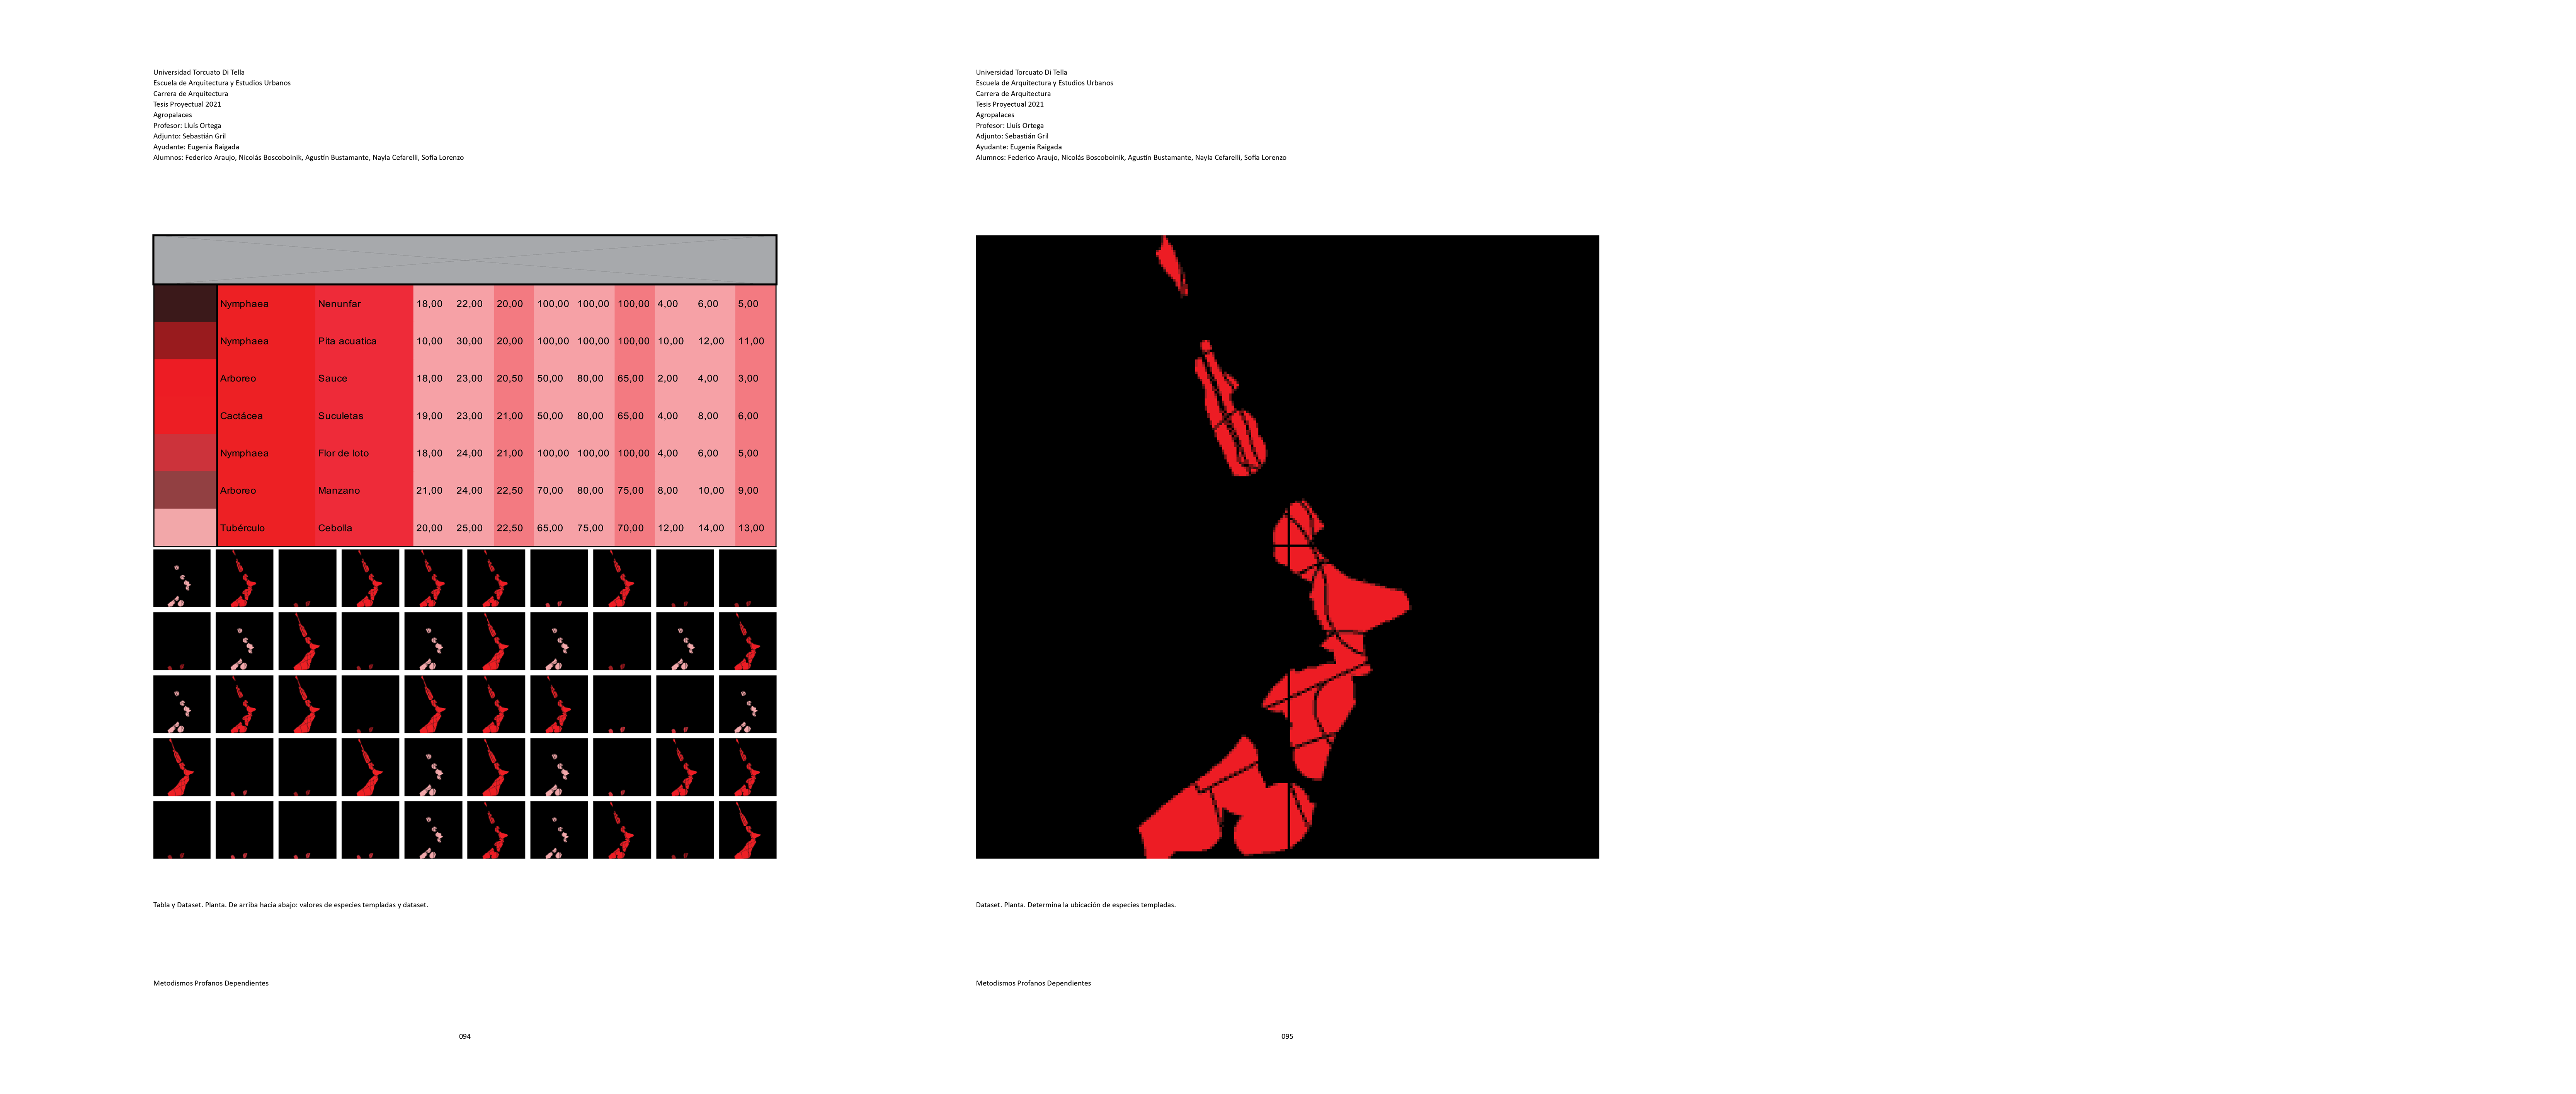 Universidad Torcuato Di Tella
Escuela de Arquitectura y Estudios Urbanos
Carrera de Arquitectura
Tesis Proyectual 2021
Agropalaces
Profesor: Lluís Ortega
Adjunto: Sebastián Gril
Ayudante: Eugenia Raigada
Alumnos: Federico Araujo, Nicolás Boscoboinik, Agustín Bustamante, Nayla Cefarelli, Sofía Lorenzo
Nymphaea Nenunfar 18,00 22,00 20,00 100,00 100,00 100,00 4,00 6,00 5,00
Nymphaea Pita acuatica 10,00 30,00 20,00 100,00 100,00 100,00 10,00 12,00 11,00
Arboreo Sauce 18,00 23,00 20,50 50,00 80,00 65,00 2,00 4,00 3,00
Cactácea Suculetas 19,00 23,00 21,00 50,00 80,00 65,00 4,00 8,00 6,00
Nymphaea Flor de loto 18,00 24,00 21,00 100,00 100,00 100,00 4,00 6,00 5,00
Arboreo Manzano 21,00 24,00 22,50 70,00 80,00 75,00 8,00 10,00 9,00
Tubérculo Cebolla 20,00 25,00 22,50 65,00 75,00 70,00 12,00 14,00 13,00
Tabla y Dataset. Planta. De arriba hacia abajo: valores de especies templadas y dataset.
Metodismos Profanos Dependientes
094
Universidad Torcuato Di Tella
Escuela de Arquitectura y Estudios Urbanos
Carrera de Arquitectura
Tesis Proyectual 2021
Agropalaces
Profesor: Lluís Ortega
Adjunto: Sebastián Gril
Ayudante: Eugenia Raigada
Alumnos: Federico Araujo, Nicolás Boscoboinik, Agustín Bustamante, Nayla Cefarelli, Sofía Lorenzo
Dataset. Planta. Determina la ubicación de especies templadas.
Metodismos Profanos Dependientes
095